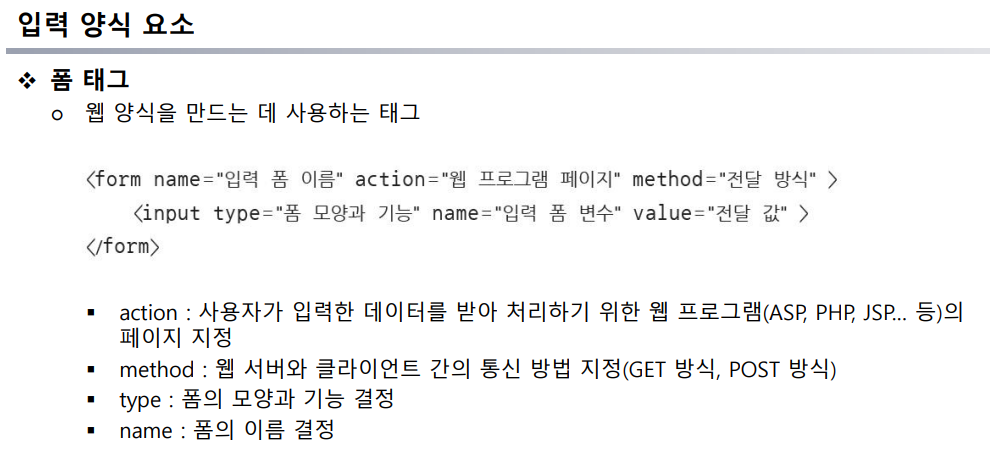 입력 양식 요소
❖ 폼 태그
o 웹 양식을 만드는 데 사용하는 태그
<form name="입력 폼 이름" action="웹 프로그램 페이지" method="전달 방식" >
<input type="폼 모양과 기능" name="입력 폼 변수" value="전달 값" >
</form>
▪ action : 사용자가 입력한 데이터를 받아 처리하기 위한 웹 프로그램(ASP, PHP, JSP... 등)의
페이지 지정
▪ method : 웹 서버와 클라이언트 간의 통신 방법 지정(GET 방식, POST 방식)
▪ type : 폼의 모양과 기능 결정
▪ name : 폼의 이름 결정